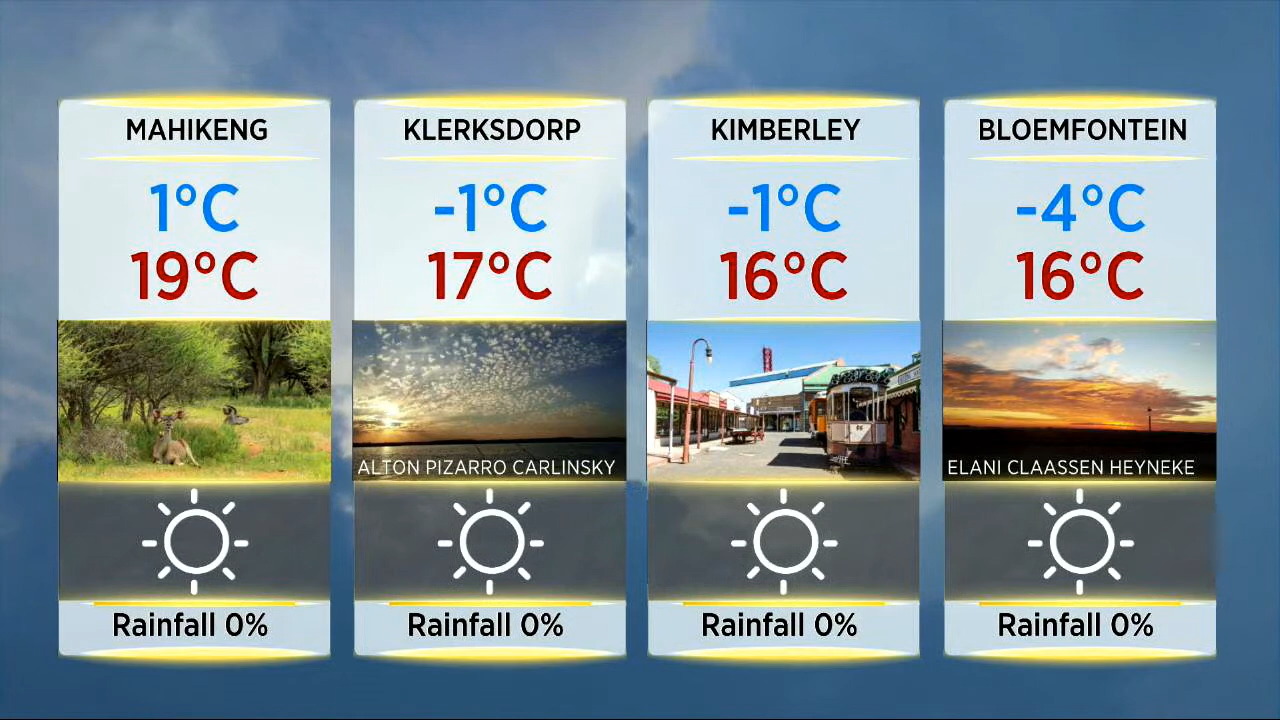 MAHIKENG
1°C
19°C
Rainfall 0%
KLERKSDORP
-1°C
17°C
ALTON PIZARRO CARLINSKY
Rainfall 0%
KIMBERLEY
-1°C
16°C
Rainfall 0%
BLOEMFONTEIN
-4°C
16°C
ELANI CLAASSEN HEYNEKE
Rainfall 0%